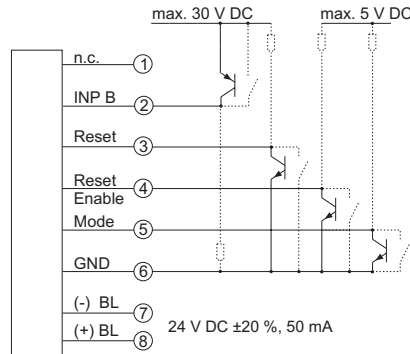 max. 30 V DC
max. 5 V DC
n.c. 1
INP B 2
Reset 3
Reset
Enable
4
Mode 5
GND 6
(-) BL 7
(+) BL 8
24 V DC ±20 %, 50 mA